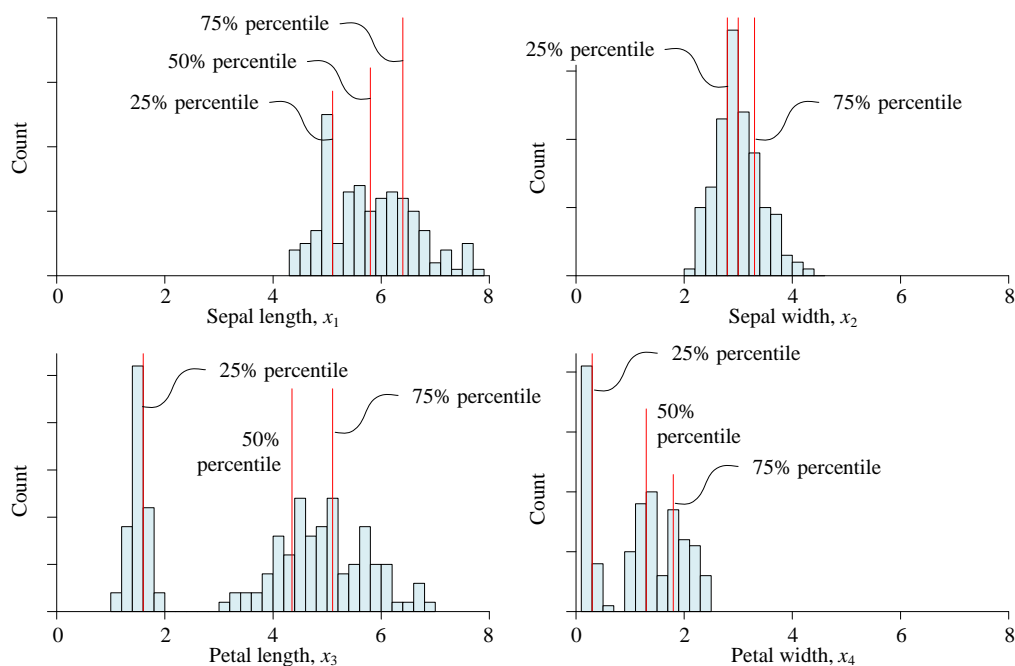 75% percentile
50% percentile
25% percentile
Count
0
2
4
6
8
Sepal length, x1
25% percentile
75% percentile
Count
0
2
4
6
8
Sepal width, x2
25% percentile
75% percentile
50%
percentile
Count
0
2
4
6
8
Petal length, x3
25% percentile
50%
percentile
75% percentile
Count
0
2
4
6
8
Petal width, x4